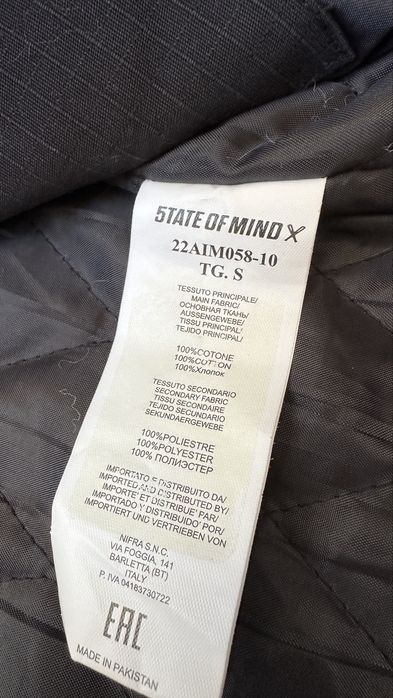 5TATE OF MIND X
22AIM058-10
TG. S
TESSUTO PRINCIPALE/
MAIN FABRIC/
ОСНОВНАЯ ТКАНЬ/
AUSSENGEWEBE/
TISSU PRINCIPAL/
TEJIDO PRINCIPAL/
100%COTONE
100%COTTON
100%Хлопок
TESSUTO SECONDARIO
SECONDARY FABRIC
TISSU SECONDAIRE
TEJIDO SECUNDARIO
SEKUNDAERGEWEBE
100%POLIESTRE
100%POLYESTER
100% ПОЛИЭСТЕР
IMPORTATO E DISTRIBUITO DA/
IMPORTED AND DISTRIBUTED BY/
IMPORTE' ET DISTRIBUE' PAR/
IMPORTADO Y DISTRIBUIDO' POR/
IMPORTIERT UND VERTRIEBEN VON
NIFRA S.N.C.
VIA FOGGIA, 141
BARLETTA (BT)
ITALY
P. IVA 04183730722
EAC
MADE IN PAKISTAN